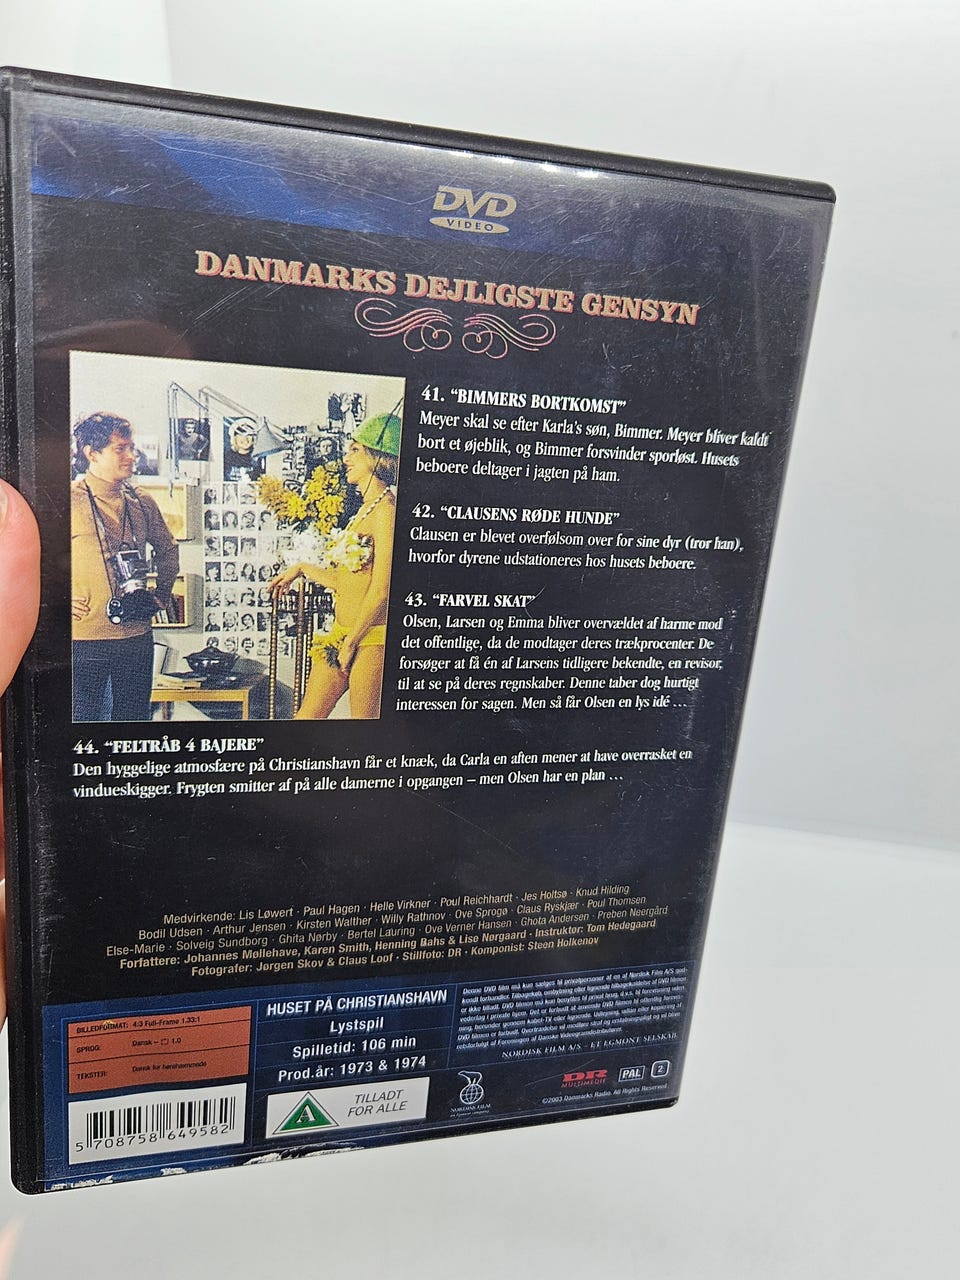 DVD
VIDEO
DANMARKS DEJLIGSTE GENSYN
41. “BIMMERS BORTKOMST”
Meyer skal se efter Karla's søn, Bimmer. Meyer bliver kaldt
bort et øjeblik, og Bimmer forsvinder sporløst. Husets
beboere deltager i jagten på ham.
42. “CLAUSENS RØDE HUNDE”
Clausen er blevet overfølsom over for sine dyr (tror han),
hvorfor dyrene udstationeres hos husets beboere.
43. “FARVEL SKAT”
Olsen, Larsen og Emma bliver overvældet af harme mod
det offentlige, da de modtager deres trækprocenter. De
forsøger at få én af Larsens tidligere bekendte, en revisor,
til at se på deres regnskaber. Denne taber dog hurtigt
interessen for sagen. Men så får Olsen en lys idé ...
44. “FELTRÅB 4 BAJERE”
Den hyggelige atmosfære på Christianshavn får et knæk, da Carla en aften mener at have overrasket en
vindueskigger. Frygten smitter af på alle damerne i opgangen – men Olsen har en plan ...
Medvirkende: Lis Løwert · Paul Hagen · Helle Virkner · Poul Reichhardt · Jes Holtsø · Knud Hilding
Bodil Udsen · Arthur Jensen · Kirsten Walther · Willy Rathnov · Ove Sprogø · Claus Ryskjær · Poul Thomsen
Else-Marie · Solveig Sundborg · Ghita Nørby · Bertel Lauring · Ove Verner Hansen · Ghota Andersen · Preben Neergård
Forfattere: Johannes Møllehave, Karen Smith, Henning Bahs & Lise Nørgaard · Instruktør: Tom Hedegaard
Fotografer: Jørgen Skov & Claus Loof · Stillfoto: DR · Komponist: Steen Holkenov
BILLEDFORMAT: 4:3 Full-Frame 1.33:1
SPROG: Dansk – 1.0
TEKSTER: Dansk for hørehæmmede
HUSET PÅ CHRISTIANSHAVN
Lystspil
Spilletid: 106 min
Prod.år: 1973 & 1974
A
TILLADT
FOR ALLE
NORDISK FILM A/S - ET EGMONT SELSKAB
NORDISK FILM
DR
MULTIMEDIE
PAL
2
©2003 Danmarks Radio. All Rights Reserved.
5 708758 649582